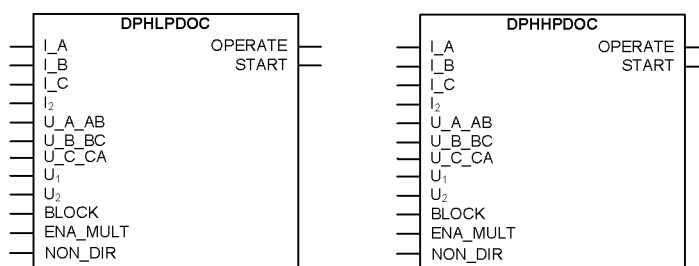 DPHLPDOC
I_A OPERATE
I_B START
I_C
I₂
U_A_AB
U_B_BC
U_C_CA
U₁
U₂
BLOCK
ENA_MULT
NON_DIR
DPHHPDOC
I_A OPERATE
I_B START
I_C
I₂
U_A_AB
U_B_BC
U_C_CA
U₁
U₂
BLOCK
ENA_MULT
NON_DIR